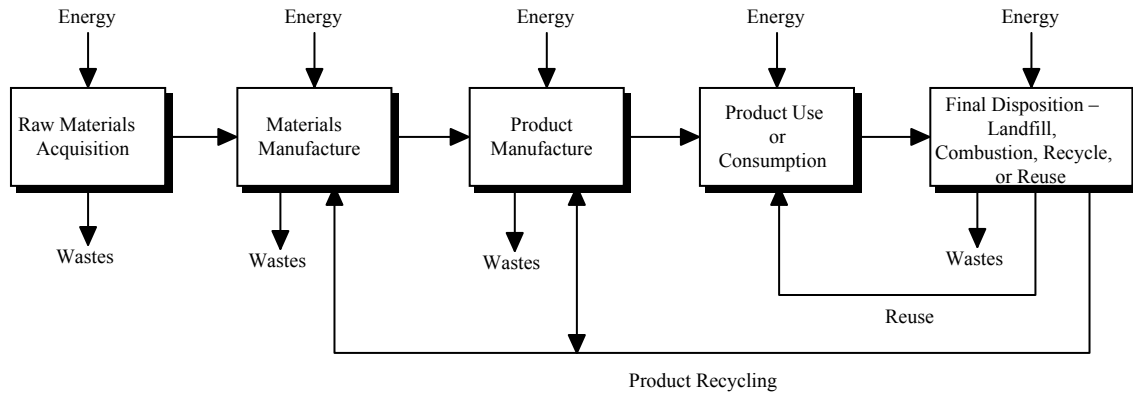 Energy
Energy
Energy
Energy
Energy
Raw Materials
Acquisition
Materials
Manufacture
Product
Manufacture
Product Use
or
Consumption
Final Disposition –
Landfill,
Combustion, Recycle,
or Reuse
Wastes
Wastes
Wastes
Wastes
Reuse
Product Recycling